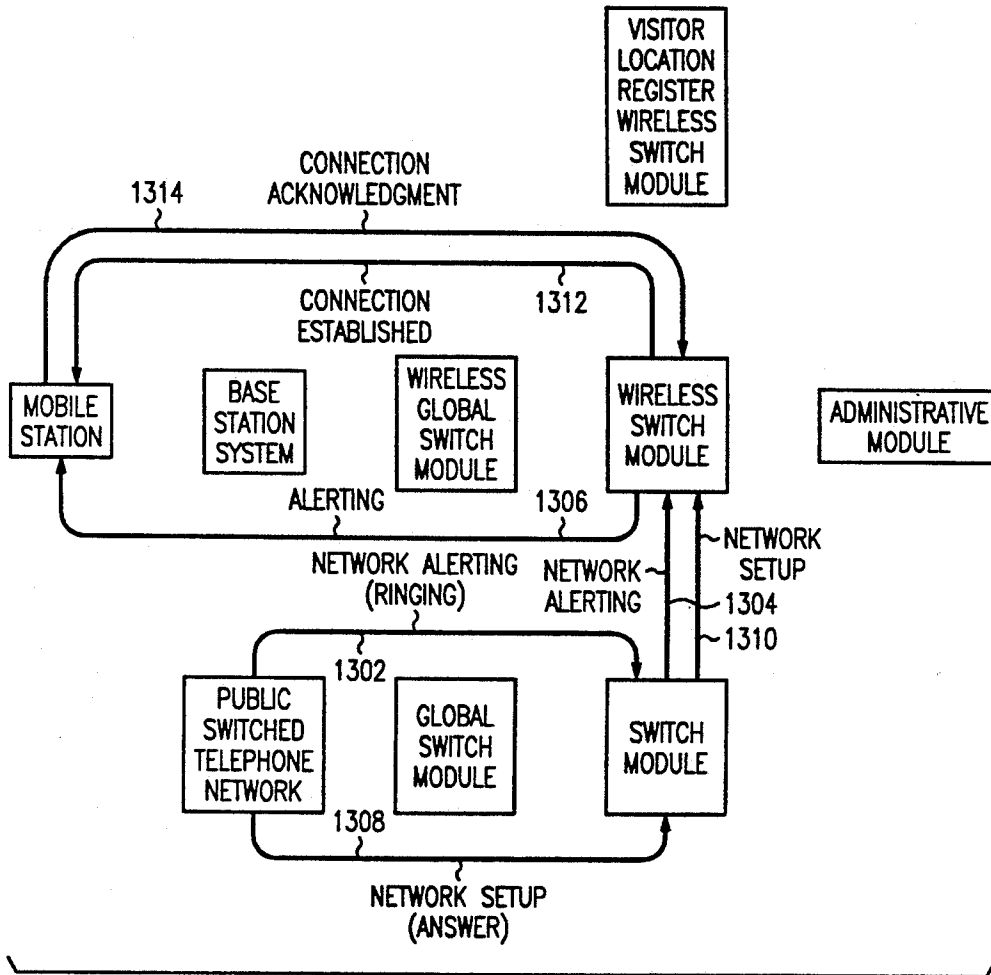 VISITOR
LOCATION
REGISTER
WIRELESS
SWITCH
MODULE
CONNECTION
ACKNOWLEDGMENT
1314
CONNECTION
ESTABLISHED
1312
MOBILE
STATION
BASE
STATION
SYSTEM
WIRELESS
GLOBAL
SWITCH
MODULE
WIRELESS
SWITCH
MODULE
ADMINISTRATIVE
MODULE
ALERTING
1306
NETWORK ALERTING
(RINGING)
NETWORK
ALERTING
NETWORK
SETUP
1304
1310
1302
PUBLIC
SWITCHED
TELEPHONE
NETWORK
GLOBAL
SWITCH
MODULE
SWITCH
MODULE
1308
NETWORK SETUP
(ANSWER)